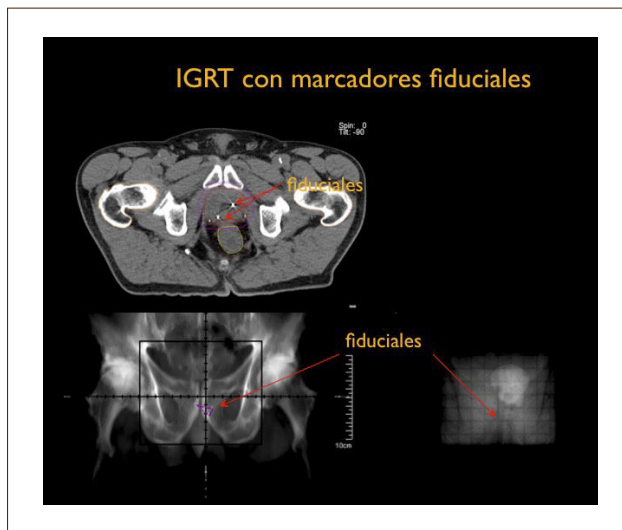 IGRT con marcadores fiduciales
Spin: 0
Tilt: -90
fiduciales
fiduciales
10cm